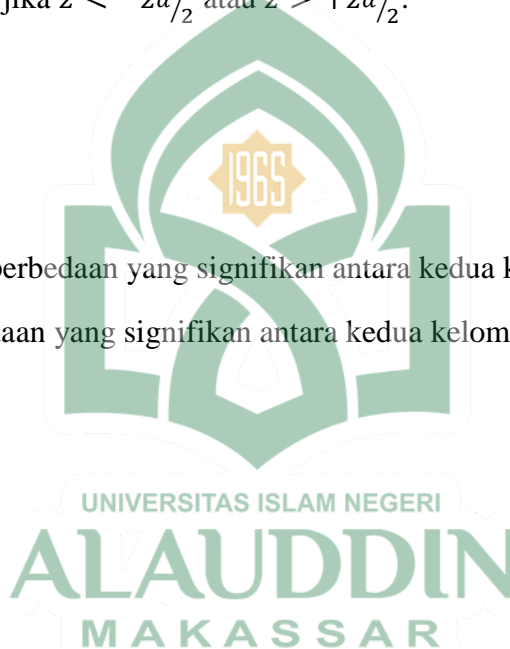 jika z < −zα/2 atau z > +zα/2.
1965
perbedaan yang signifikan antara kedua k
aan yang signifikan antara kedua kelom
UNIVERSITAS ISLAM NEGERI
ALAUDDIN
MAKASSAR